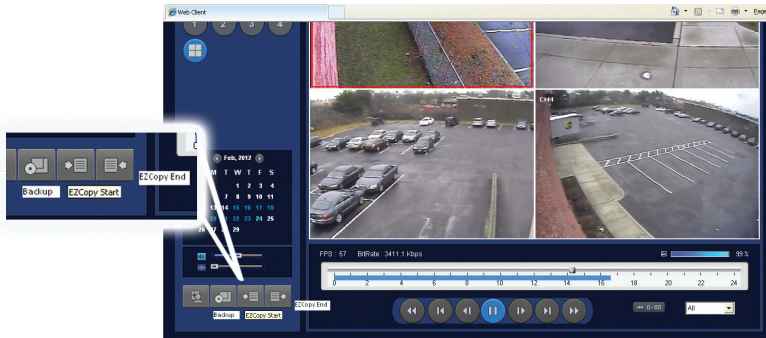 Web Client
Page
1 2 3 4
CH4
Backup
EZCopy Start
EZCopy End
Feb, 2012
M T W T F S
1 2 3 4
7 8 9 10 11
13 14 15 16 17 18
20 21 22 23 24 25
26 27 28 29
FPS : 57 BitRate : 3411.1 Kbps
99 %
0 2 4 6 8 10 12 14 16 18 20 22 24
0-60
All
Backup
EZCopy Start
EZCopy End